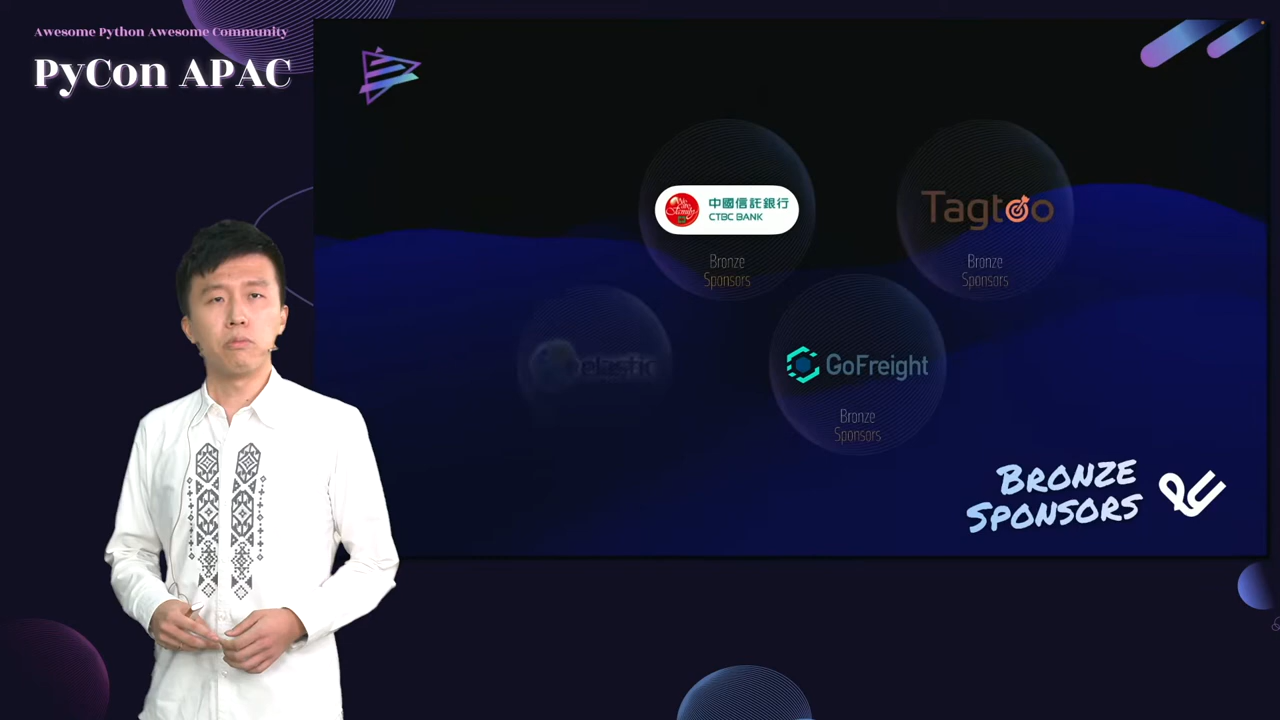 Awesome Python Awesome Community
PyCon APAC
中國信託銀行
CTBC BANK
Bronze
Sponsors
Tagtoo
Bronze
Sponsors
elastic
GoFreight
Bronze
Sponsors
BRONZE
SPONSORS